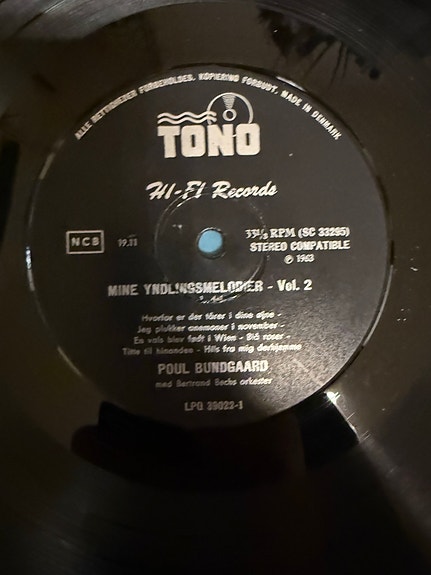 ALLE RETTIGHEDER FORBEHOLDES. KOPIERING FORBUDT. MADE IN DENMARK
TONO
HI-FI Records
NCB
33⅓ RPM (SC 33295)
STEREO COMPATIBLE
℗ 1963
MINE YNDLINGSMELODIER - Vol. 2
Hvorfor er der tårer i dine øjne -
Jeg plukker anemoner i november -
En vals blev født i Wien - Blå roser -
Titte til hinanden - Hils fra mig derhjemme
POUL BUNDGAARD
med Bertrand Bechs orkester
LPQ 39022-1